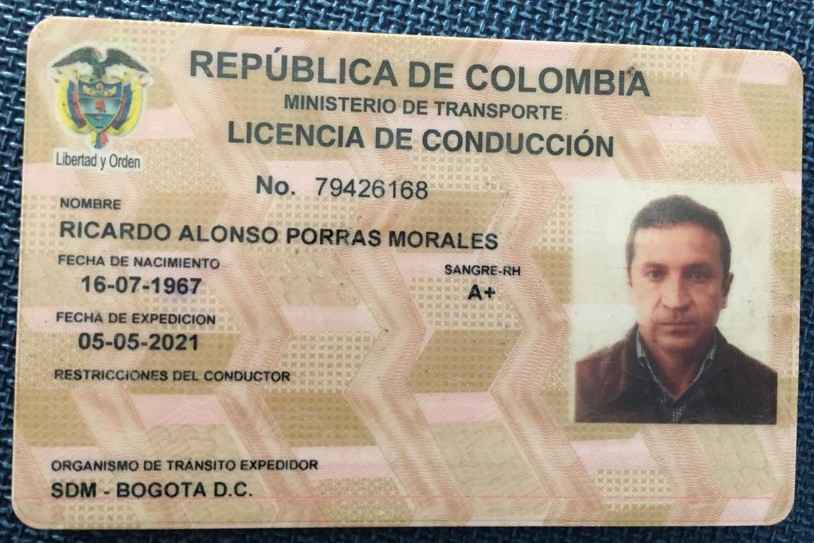 REPÚBLICA DE COLOMBIA
MINISTERIO DE TRANSPORTE
LICENCIA DE CONDUCCIÓN
Libertad y Orden
No. 79426168
NOMBRE
RICARDO ALONSO PORRAS MORALES
FECHA DE NACIMIENTO
16-07-1967
SANGRE-RH
A+
FECHA DE EXPEDICION
05-05-2021
RESTRICCIONES DEL CONDUCTOR
ORGANISMO DE TRÁNSITO EXPEDIDOR
SDM - BOGOTA D.C.